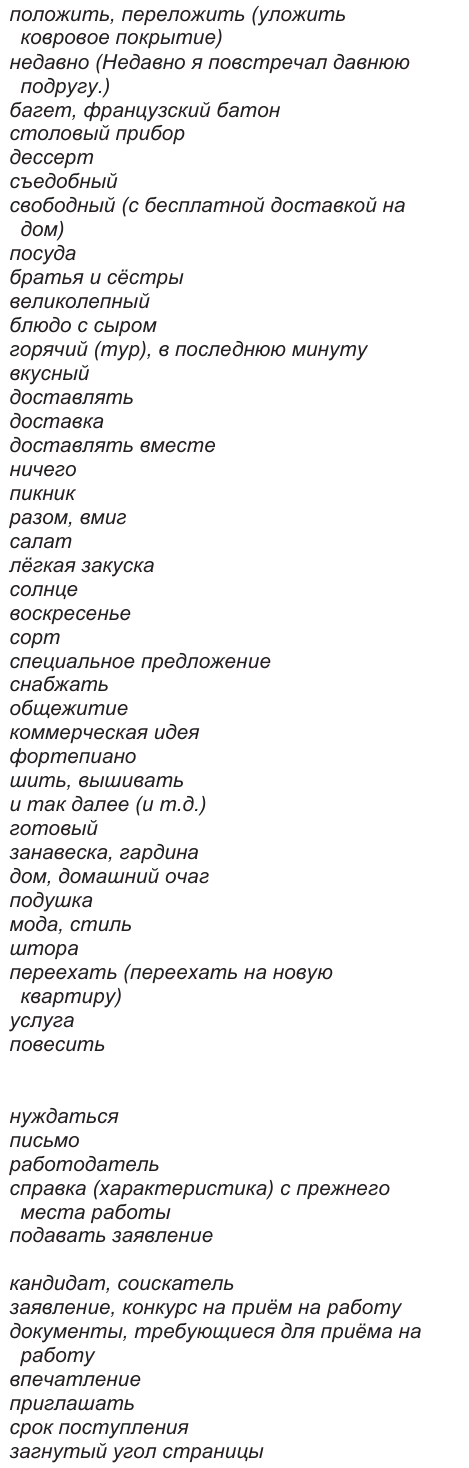 положить, переложить (уложить
ковровое покрытие)
недавно (Недавно я повстречал давнюю
подругу.)
багет, французский батон
столовый прибор
дессерт
съедобный
свободный (с бесплатной доставкой на
дом)
посуда
братья и сёстры
великолепный
блюдо с сыром
горячий (тур), в последнюю минуту
вкусный
доставлять
доставка
доставлять вместе
ничего
пикник
разом, вмиг
салат
лёгкая закуска
солнце
воскресенье
сорт
специальное предложение
снабжать
общежитие
коммерческая идея
фортепиано
шить, вышивать
и так далее (и т.д.)
готовый
занавеска, гардина
дом, домашний очаг
подушка
мода, стиль
штора
переехать (переехать на новую
квартиру)
услуга
повесить
нуждаться
письмо
работодатель
справка (характеристика) с прежнего
места работы
подавать заявление
кандидат, соискатель
заявление, конкурс на приём на работу
документы, требующиеся для приёма на
работу
впечатление
приглашать
срок поступления
загнутый угол страницы